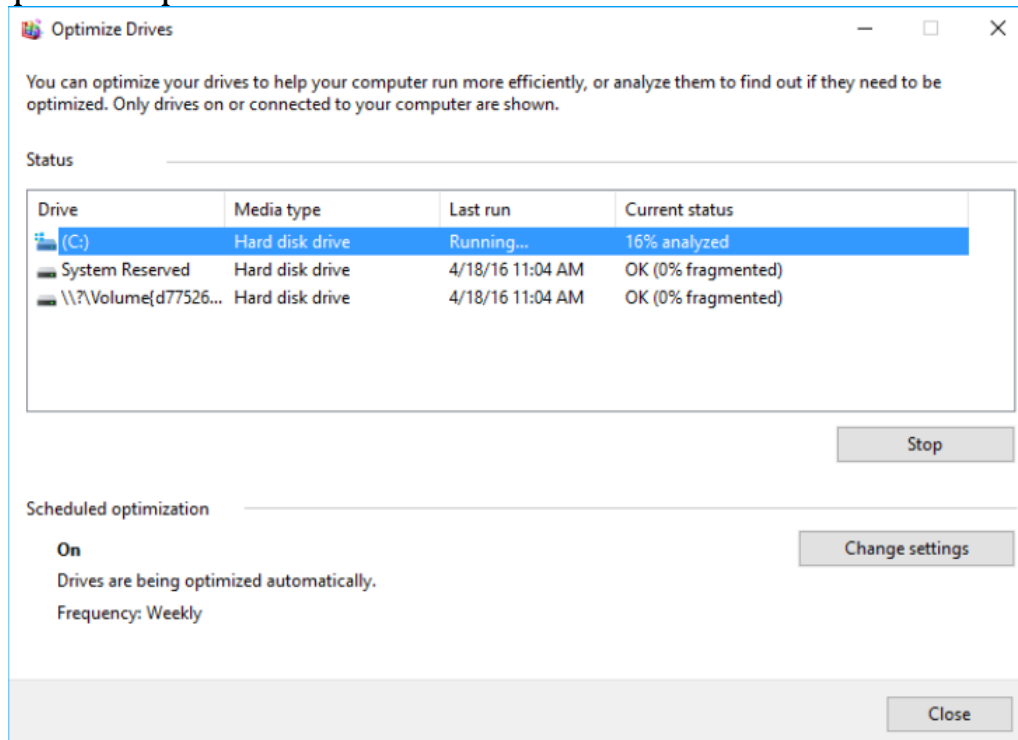 Optimize Drives
You can optimize your drives to help your computer run more efficiently, or analyze them to find out if they need to be
optimized. Only drives on or connected to your computer are shown.
Status
Drive Media type Last run Current status
(C:) Hard disk drive Running... 16% analyzed
System Reserved Hard disk drive 4/18/16 11:04 AM OK (0% fragmented)
\\?\Volume{d77526... Hard disk drive 4/18/16 11:04 AM OK (0% fragmented)
Stop
Scheduled optimization
On
Change settings
Drives are being optimized automatically.
Frequency: Weekly
Close